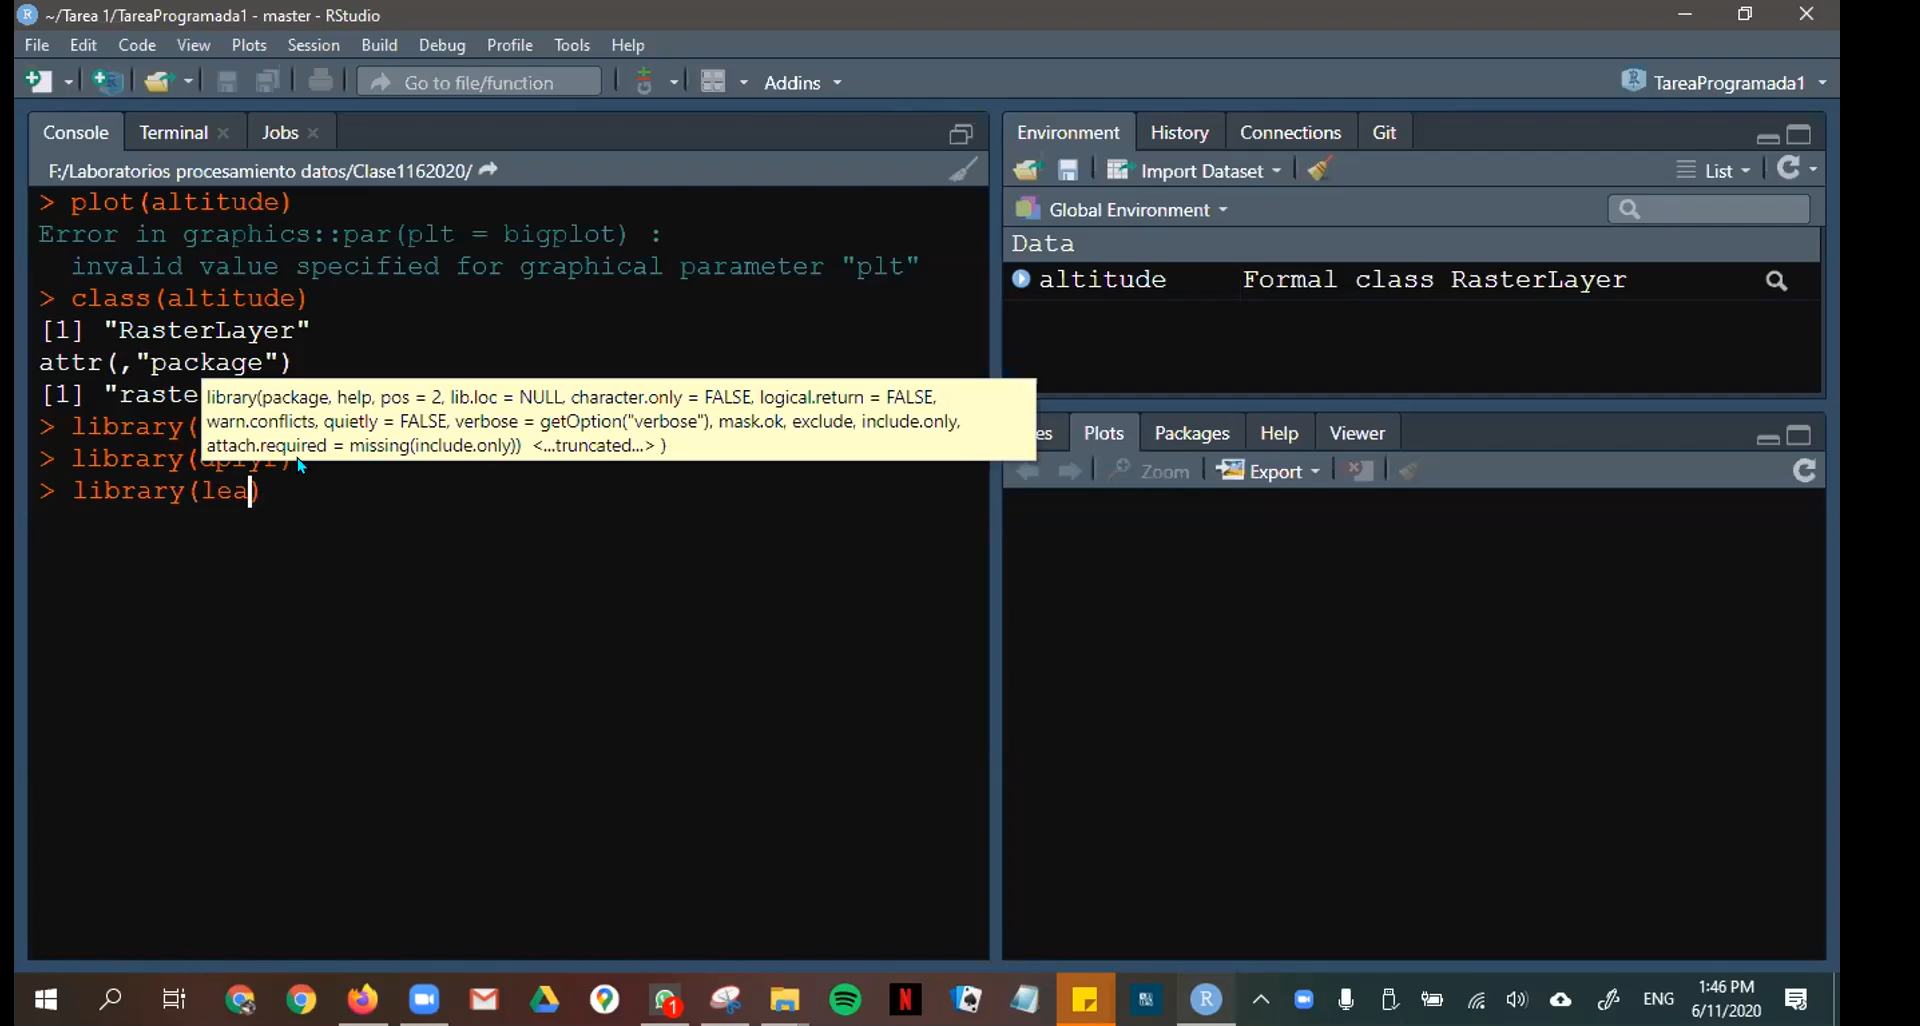 ~/Tarea 1/TareaProgramada1 - master - RStudio
File Edit Code View Plots Session Build Debug Profile Tools Help
Go to file/function Addins TareaProgramada1
Console Terminal Jobs
F:/Laboratorios procesamiento datos/Clase1162020/
> plot(altitude)
Error in graphics::par(plt = bigplot) :
invalid value specified for graphical parameter "plt"
> class(altitude)
[1] "RasterLayer"
attr(,"package")
[1] "raste
> library(
> library(dplyr)
> library(lea)
library(package, help, pos = 2, lib.loc = NULL, character.only = FALSE, logical.return = FALSE,
warn.conflicts, quietly = FALSE, verbose = getOption("verbose"), mask.ok, exclude, include.only,
attach.required = missing(include.only)) <...truncated...> )
Environment History Connections Git
Import Dataset List
Global Environment
Data
altitude Formal class RasterLayer
es Plots Packages Help Viewer
Zoom Export
1
R
N
R
ENG
1:46 PM
6/11/2020